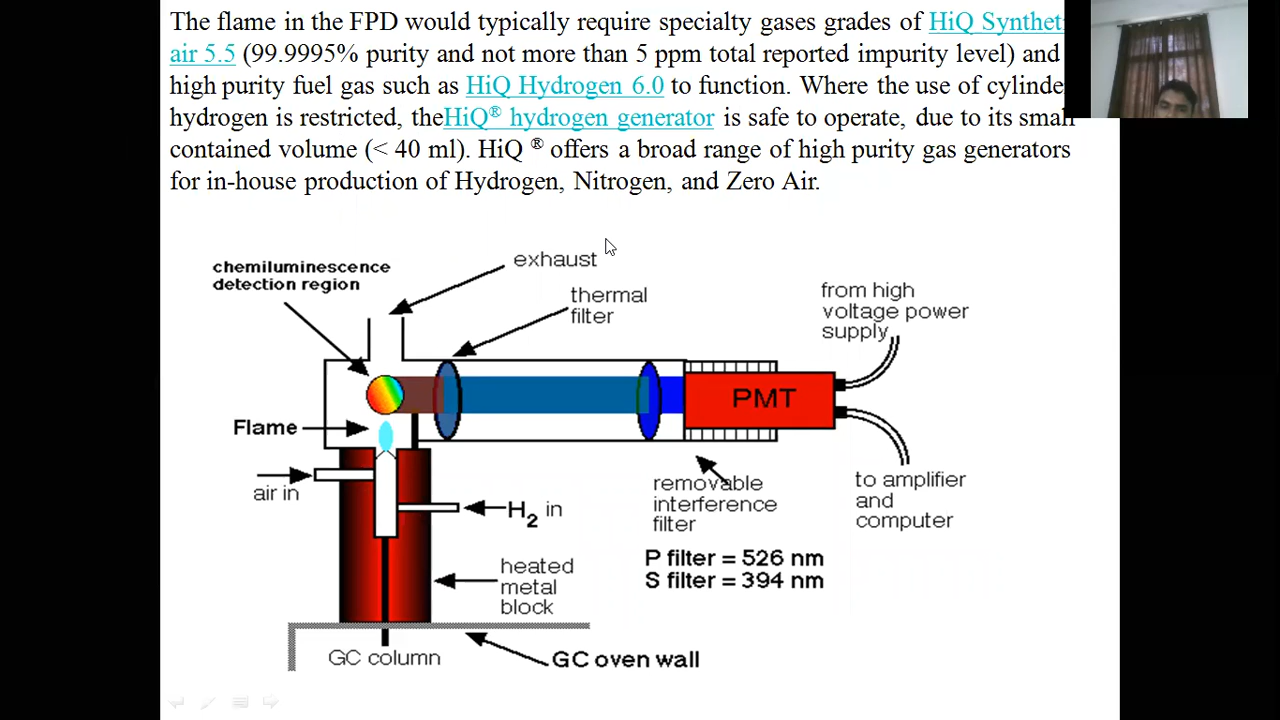 The flame in the FPD would typically require specialty gases grades of HiQ Synthet
air 5.5 (99.9995% purity and not more than 5 ppm total reported impurity level) and
high purity fuel gas such as HiQ Hydrogen 6.0 to function. Where the use of cylinde
hydrogen is restricted, theHiQ® hydrogen generator is safe to operate, due to its small
contained volume (< 40 ml). HiQ ® offers a broad range of high purity gas generators
for in-house production of Hydrogen, Nitrogen, and Zero Air.
chemiluminescence
detection region
exhaust
thermal
filter
from high
voltage power
supply
PMT
Flame
air in
H2 in
removable
interference
filter
to amplifier
and
computer
P filter = 526 nm
S filter = 394 nm
heated
metal
block
GC column
GC oven wall